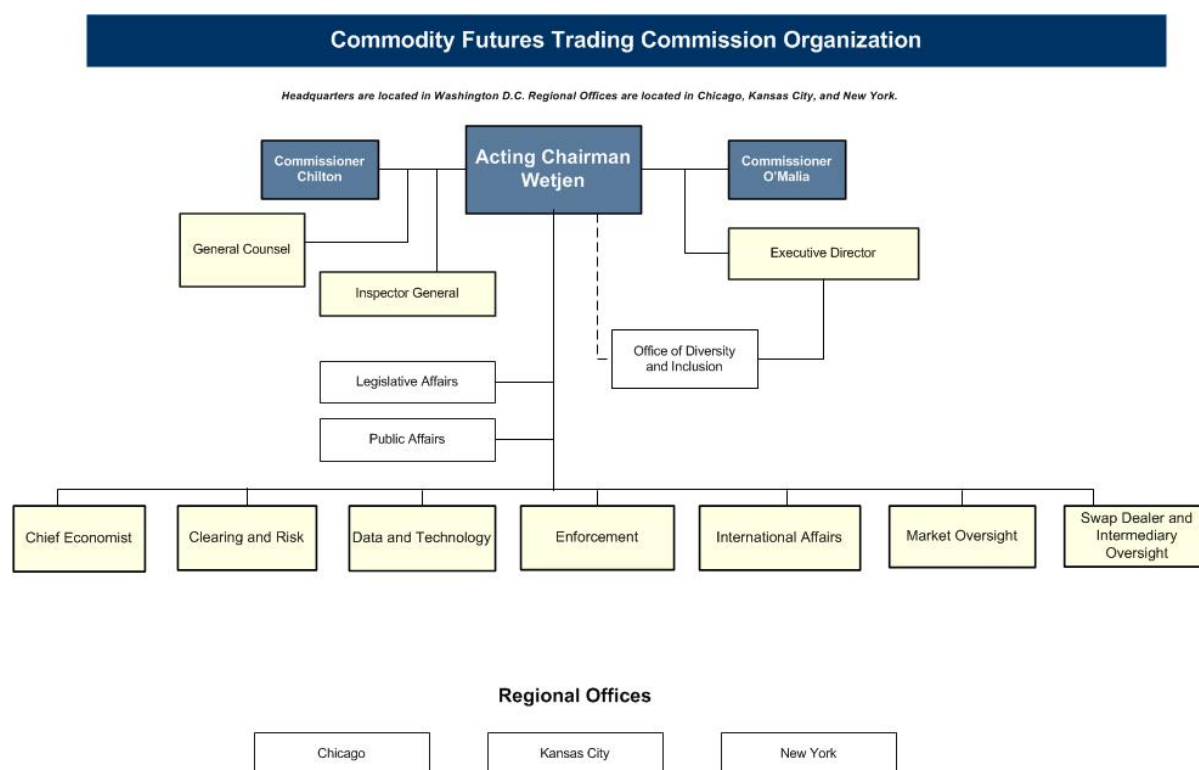 Commodity Futures Trading Commission Organization
Headquarters are located in Washington D.C. Regional Offices are located in Chicago, Kansas City, and New York.
Commissioner
Chilton
Acting Chairman
Wetjen
Commissioner
O'Malia
General Counsel
Executive Director
Inspector General
Office of Diversity
and Inclusion
Legislative Affairs
Public Affairs
Chief Economist
Clearing and Risk
Data and Technology
Enforcement
International Affairs
Market Oversight
Swap Dealer and
Intermediary
Oversight
Regional Offices
Chicago
Kansas City
New York